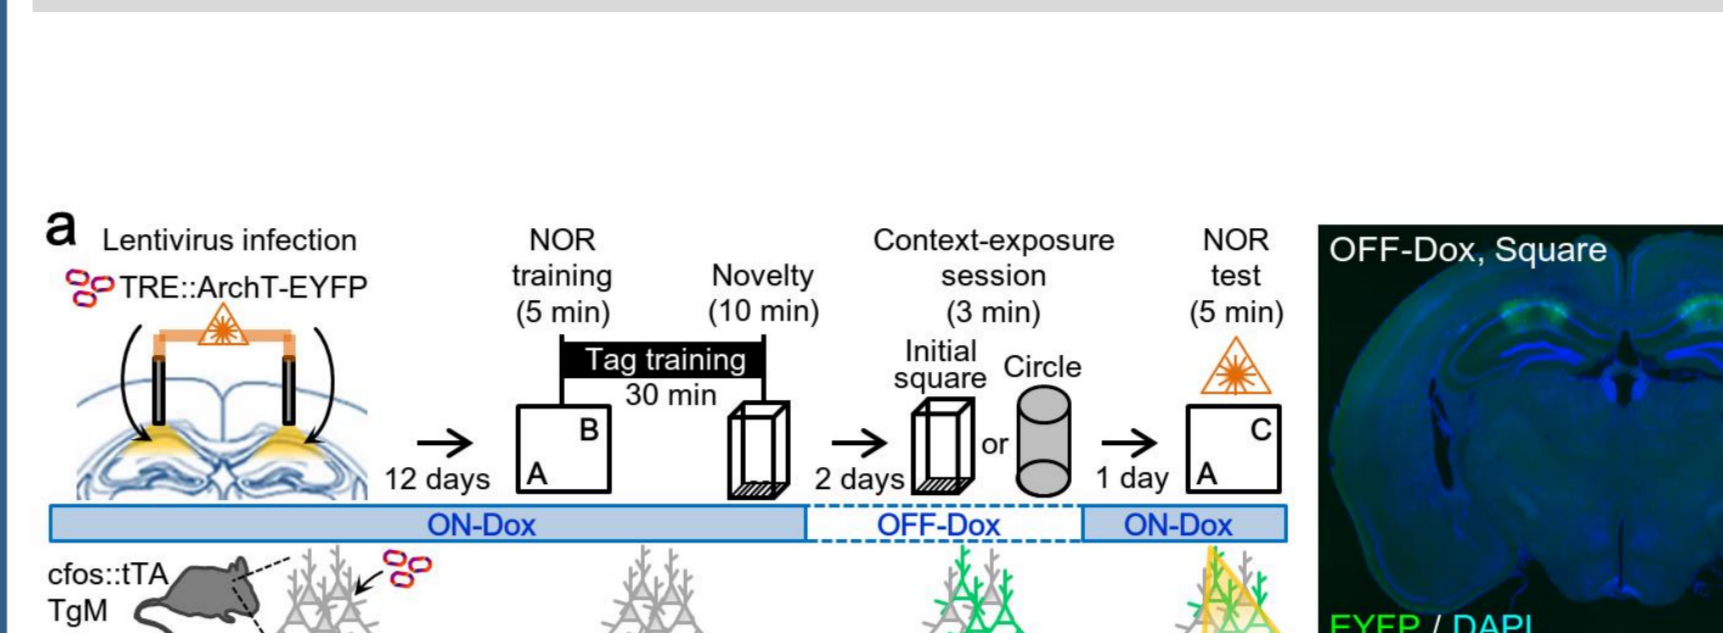 a
Lentivirus infection
TRE::ArchT-EYFP
12 days
NOR
training
(5 min)
Tag training
30 min
B
A
Novelty
(10 min)
2 days
Context-exposure
session
(3 min)
Initial
square
or
Circle
1 day
NOR
test
(5 min)
C
A
ON-Dox
OFF-Dox
ON-Dox
cfos::tTA
TgM
OFF-Dox, Square
EYFP / DAPI